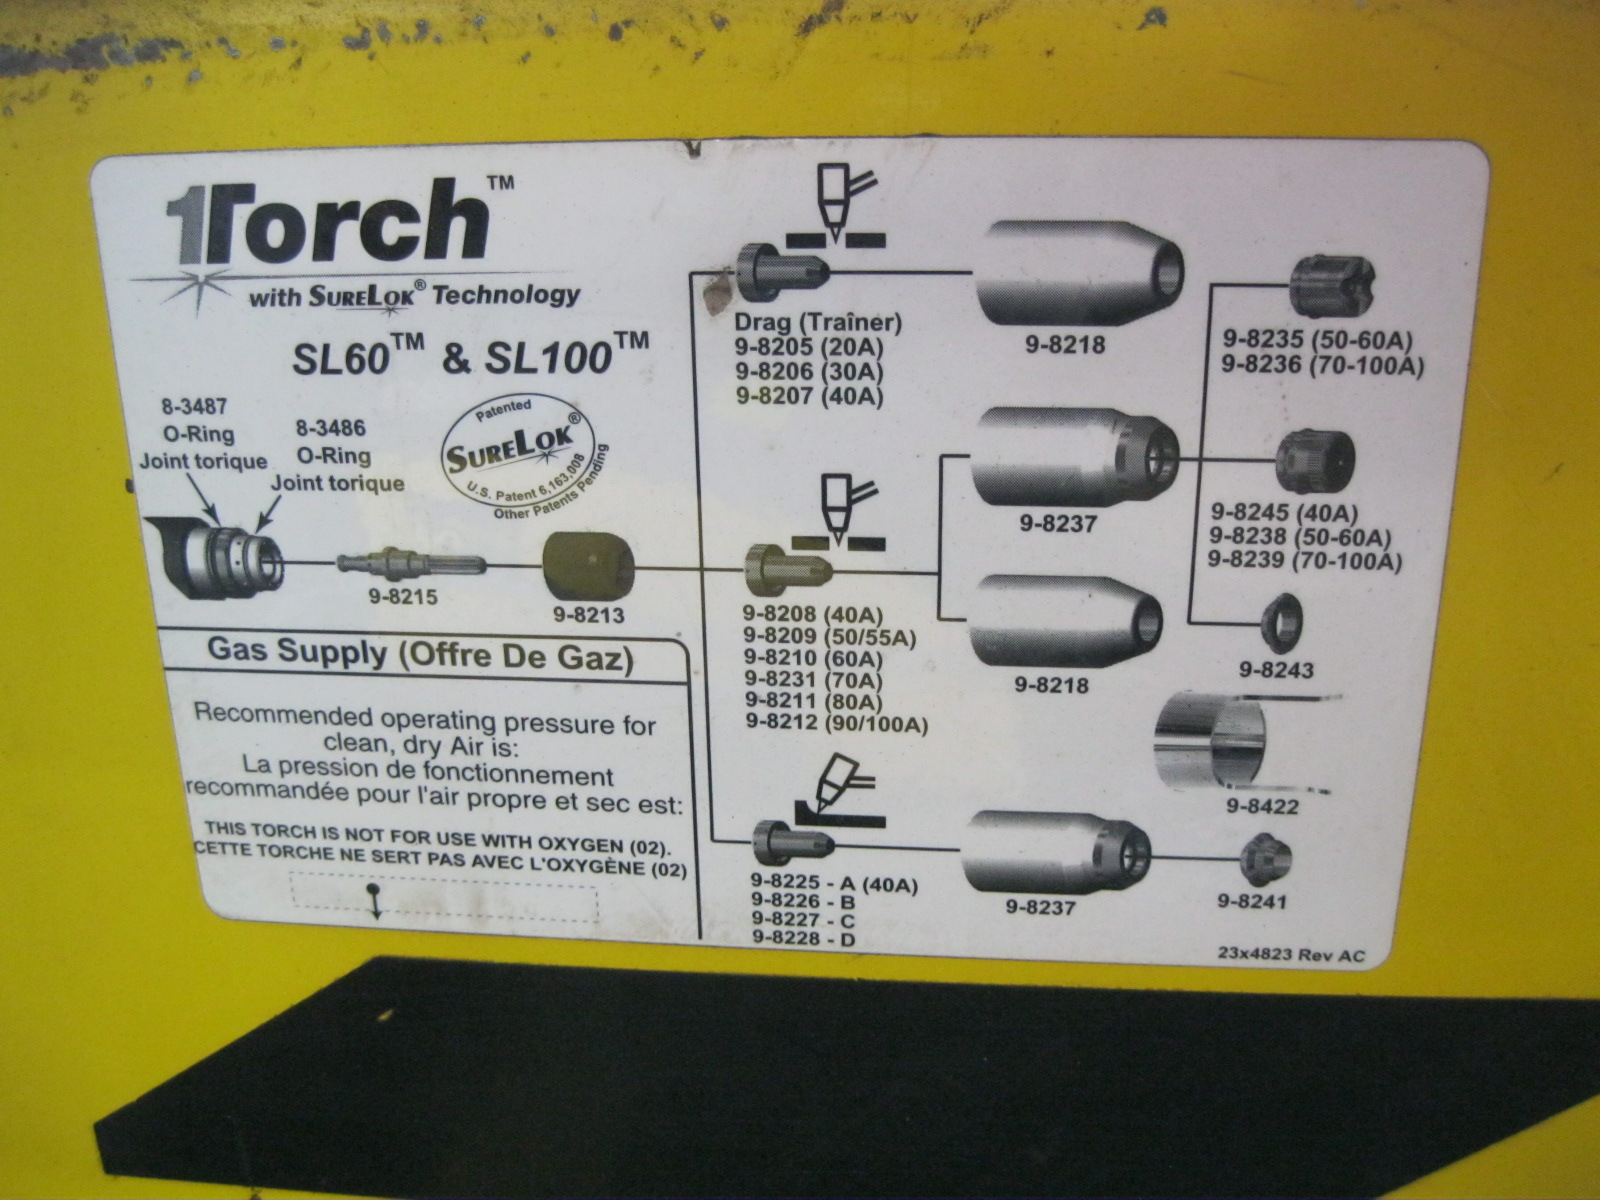 1Torch™
with SURELOK® Technology
SL60™ & SL100™
8-3487
O-Ring
Joint torique
8-3486
O-Ring
Joint torique
Patented
SURELOK®
U.S. Patent 6,163,008
Other Patents Pending
9-8215
9-8213
Gas Supply (Offre De Gaz)
Recommended operating pressure for
clean, dry Air is:
La pression de fonctionnement
recommandée pour l'air propre et sec est:
THIS TORCH IS NOT FOR USE WITH OXYGEN (02).
CETTE TORCHE NE SERT PAS AVEC L'OXYGÈNE (02)
Drag (Traîner)
9-8205 (20A)
9-8206 (30A)
9-8207 (40A)
9-8218
9-8235 (50-60A)
9-8236 (70-100A)
9-8237
9-8245 (40A)
9-8238 (50-60A)
9-8239 (70-100A)
9-8208 (40A)
9-8209 (50/55A)
9-8210 (60A)
9-8231 (70A)
9-8211 (80A)
9-8212 (90/100A)
9-8218
9-8243
9-8422
9-8225 - A (40A)
9-8226 - B
9-8227 - C
9-8228 - D
9-8237
9-8241
23x4823 Rev AC